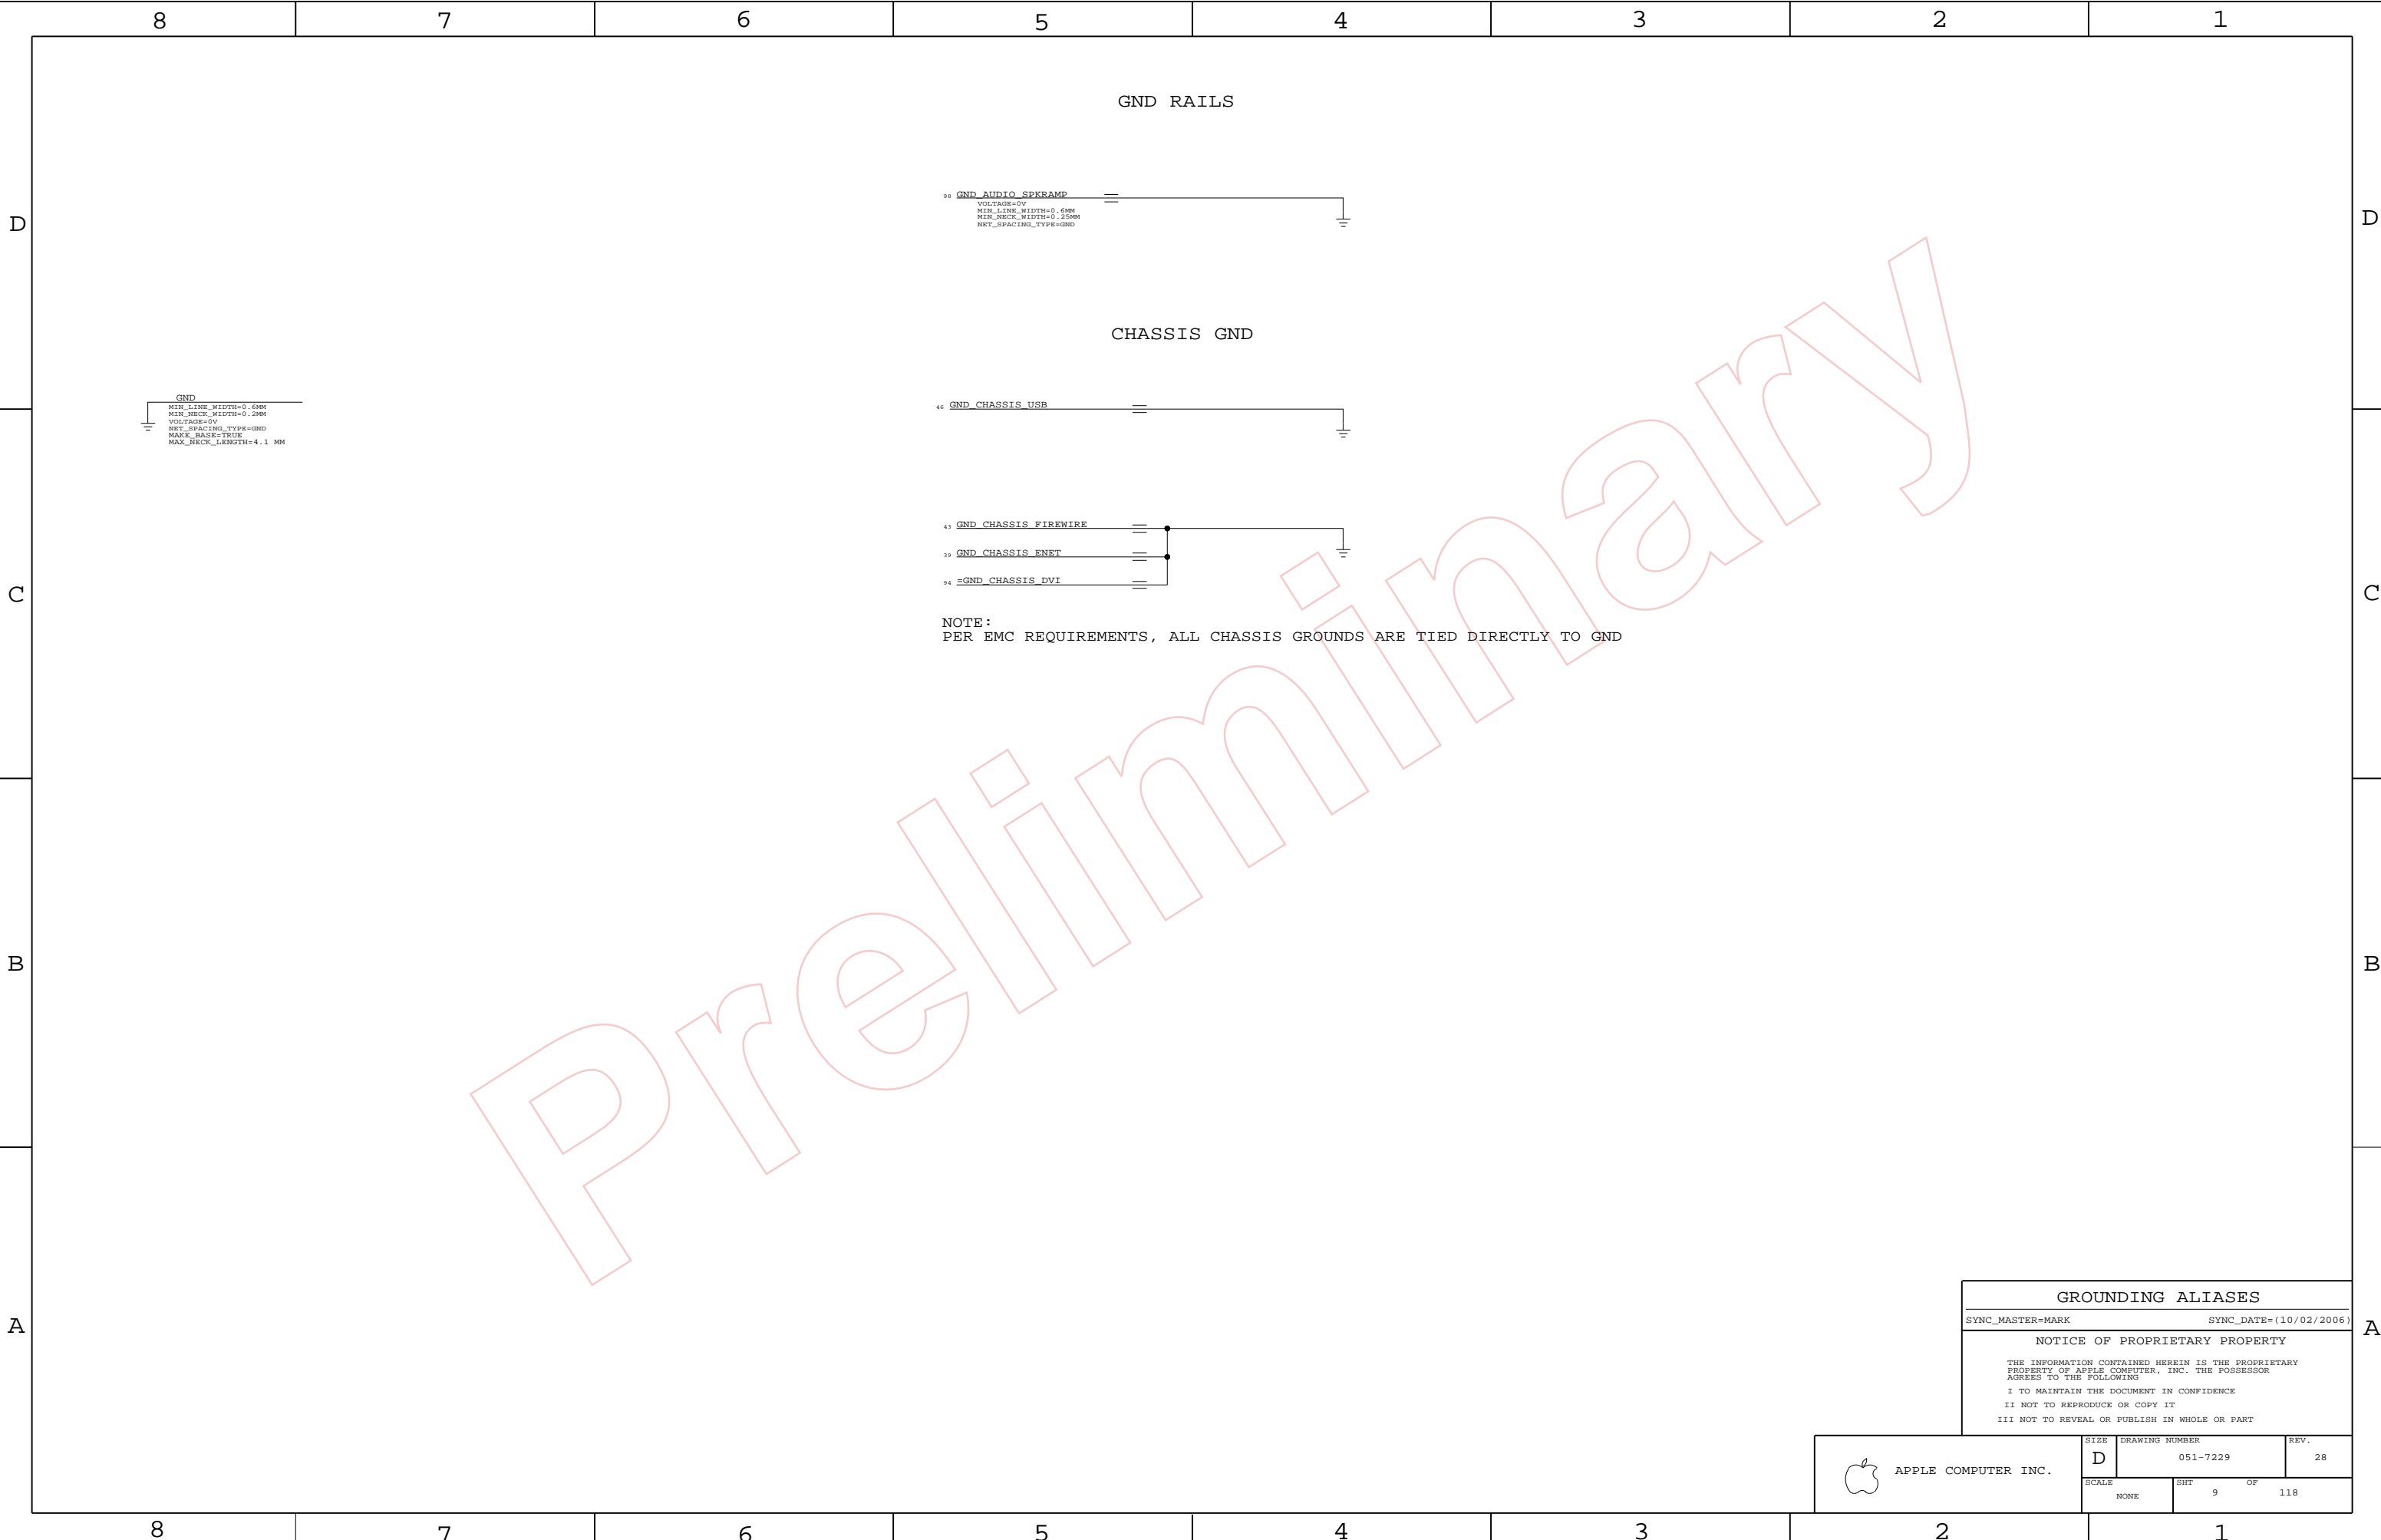 8 7 6 5 4 3 2 1
GND RAILS
98 GND_AUDIO_SPKRAMP
VOLTAGE=0V
MIN_LINE_WIDTH=0.6MM
MIN_NECK_WIDTH=0.25MM
NET_SPACING_TYPE=GND
D D
CHASSIS GND
GND
MIN_LINE_WIDTH=0.6MM
MIN_NECK_WIDTH=0.2MM
VOLTAGE=0V
NET_SPACING_TYPE=GND
MAKE_BASE=TRUE
MAX_NECK_LENGTH=4.1 MM
46 GND_CHASSIS_USB
43 GND_CHASSIS_FIREWIRE
39 GND_CHASSIS_ENET
94 =GND_CHASSIS_DVI
C C
NOTE:
PER EMC REQUIREMENTS, ALL CHASSIS GROUNDS ARE TIED DIRECTLY TO GND
Preliminary
B B
A A
GROUNDING ALIASES
SYNC_MASTER=MARK SYNC_DATE=(10/02/2006)
NOTICE OF PROPRIETARY PROPERTY
THE INFORMATION CONTAINED HEREIN IS THE PROPRIETARY
PROPERTY OF APPLE COMPUTER, INC. THE POSSESSOR
AGREES TO THE FOLLOWING
I TO MAINTAIN THE DOCUMENT IN CONFIDENCE
II NOT TO REPRODUCE OR COPY IT
III NOT TO REVEAL OR PUBLISH IN WHOLE OR PART
APPLE COMPUTER INC.
SIZE DRAWING NUMBER REV.
D 051-7229 28
SCALE SHT OF
NONE 9 118
8 7 6 5 4 3 2 1